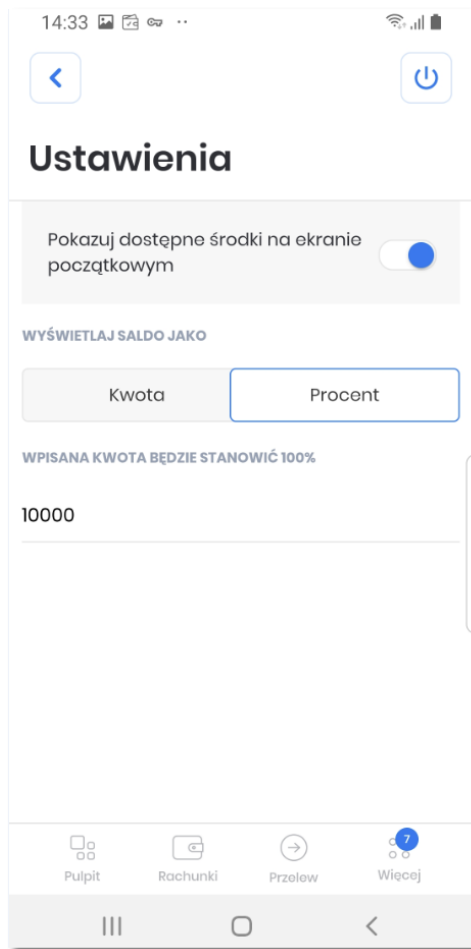 14:33
Ustawienia
Pokazuj dostępne środki na ekranie
początkowym
WYŚWIETLAJ SALDO JAKO
Kwota Procent
WPISANA KWOTA BĘDZIE STANOWIĆ 100%
10000
7
Pulpit Rachunki Przelew Więcej